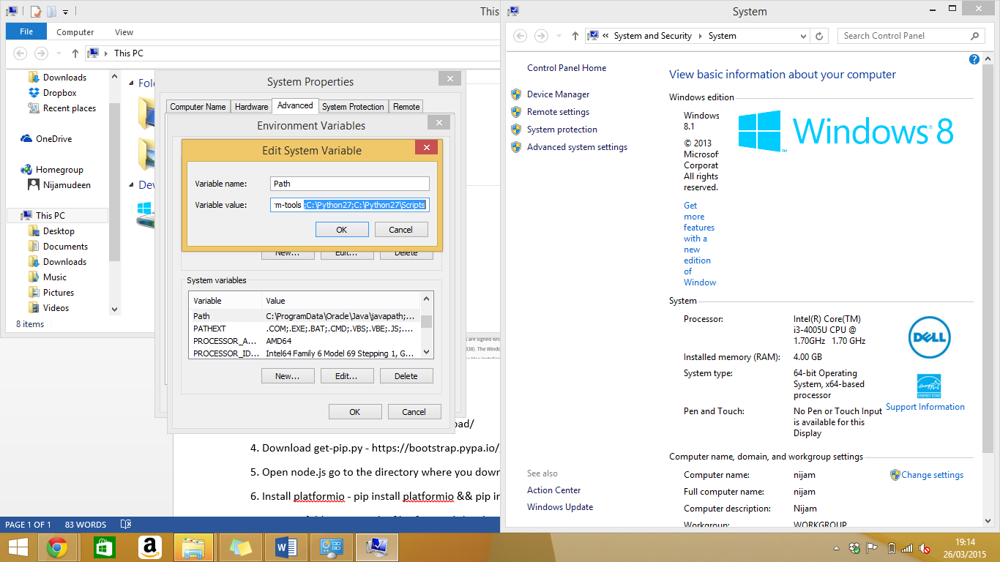 This
File
Computer
View
This PC
Downloads
Dropbox
Recent places
OneDrive
Homegroup
Nijamudeen
This PC
Desktop
Documents
Downloads
Music
Pictures
Videos
8 items
System Properties
Computer Name
Hardware
Advanced
System Protection
Remote
Environment Variables
Edit System Variable
Variable name:
Path
Variable value:
m-tools ;C:\Python27;C:\Python27\Scripts
OK
Cancel
New...
Edit...
Delete
System variables
Variable Value
Path C:\ProgramData\Oracle\Java\javapath;...
PATHEXT .COM;.EXE;.BAT;.CMD;.VBS;.VBE;.JS;....
PROCESSOR_A... AMD64
PROCESSOR_ID... Intel64 Family 6 Model 69 Stepping 1, G...
New...
Edit...
Delete
OK
Cancel
4. Download get-pip.py - https://bootstrap.pypa.io/
5. Open node.js go to the directory where you down
6. Install platformio - pip install platformio && pip in
PAGE 1 OF 1
83 WORDS
System
« System and Security System
Search Control Panel
Control Panel Home
Device Manager
Remote settings
System protection
Advanced system settings
See also
Action Center
Windows Update
View basic information about your computer
Windows edition
Windows
8.1
© 2013
Microsof
Corporat
All rights
reserved.
Get
more
features
with a
new
edition
of
Window
Windows 8
System
Processor:
Intel(R) Core(TM)
i3-4005U CPU @
1.70GHz 1.70 GHz
Installed memory (RAM):
4.00 GB
System type:
64-bit Operating
System, x64-based
processor
Pen and Touch:
No Pen or Touch Input
is available for this
Display
DELL
Support Information
Computer name, domain, and workgroup settings
Computer name: nijam
Change settings
Full computer name: nijam
Computer description: Nijam
Workgroup: WORKGROUP
19:14
26/03/2015